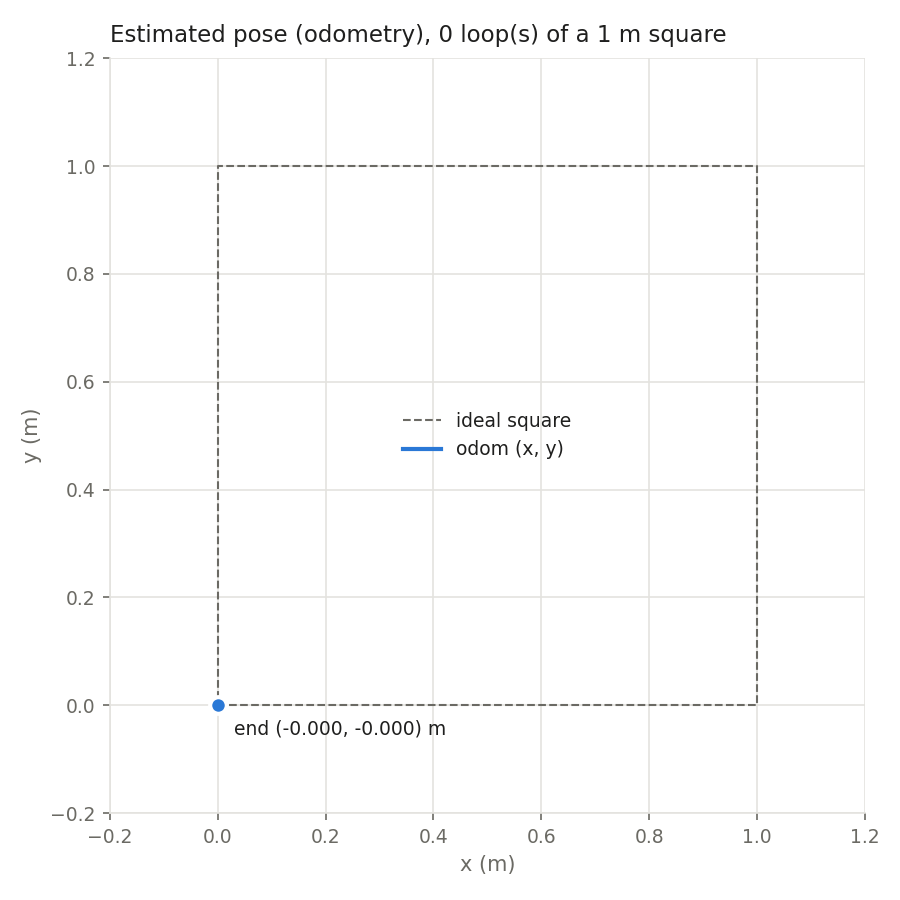 Estimated pose (odometry), 0 loop(s) of a 1 m square
1.2
1.0
0.8
0.6
0.4
0.2
0.0
−0.2
y (m)
ideal square
odom (x, y)
end (-0.000, -0.000) m
−0.2 0.0 0.2 0.4 0.6 0.8 1.0 1.2
x (m)